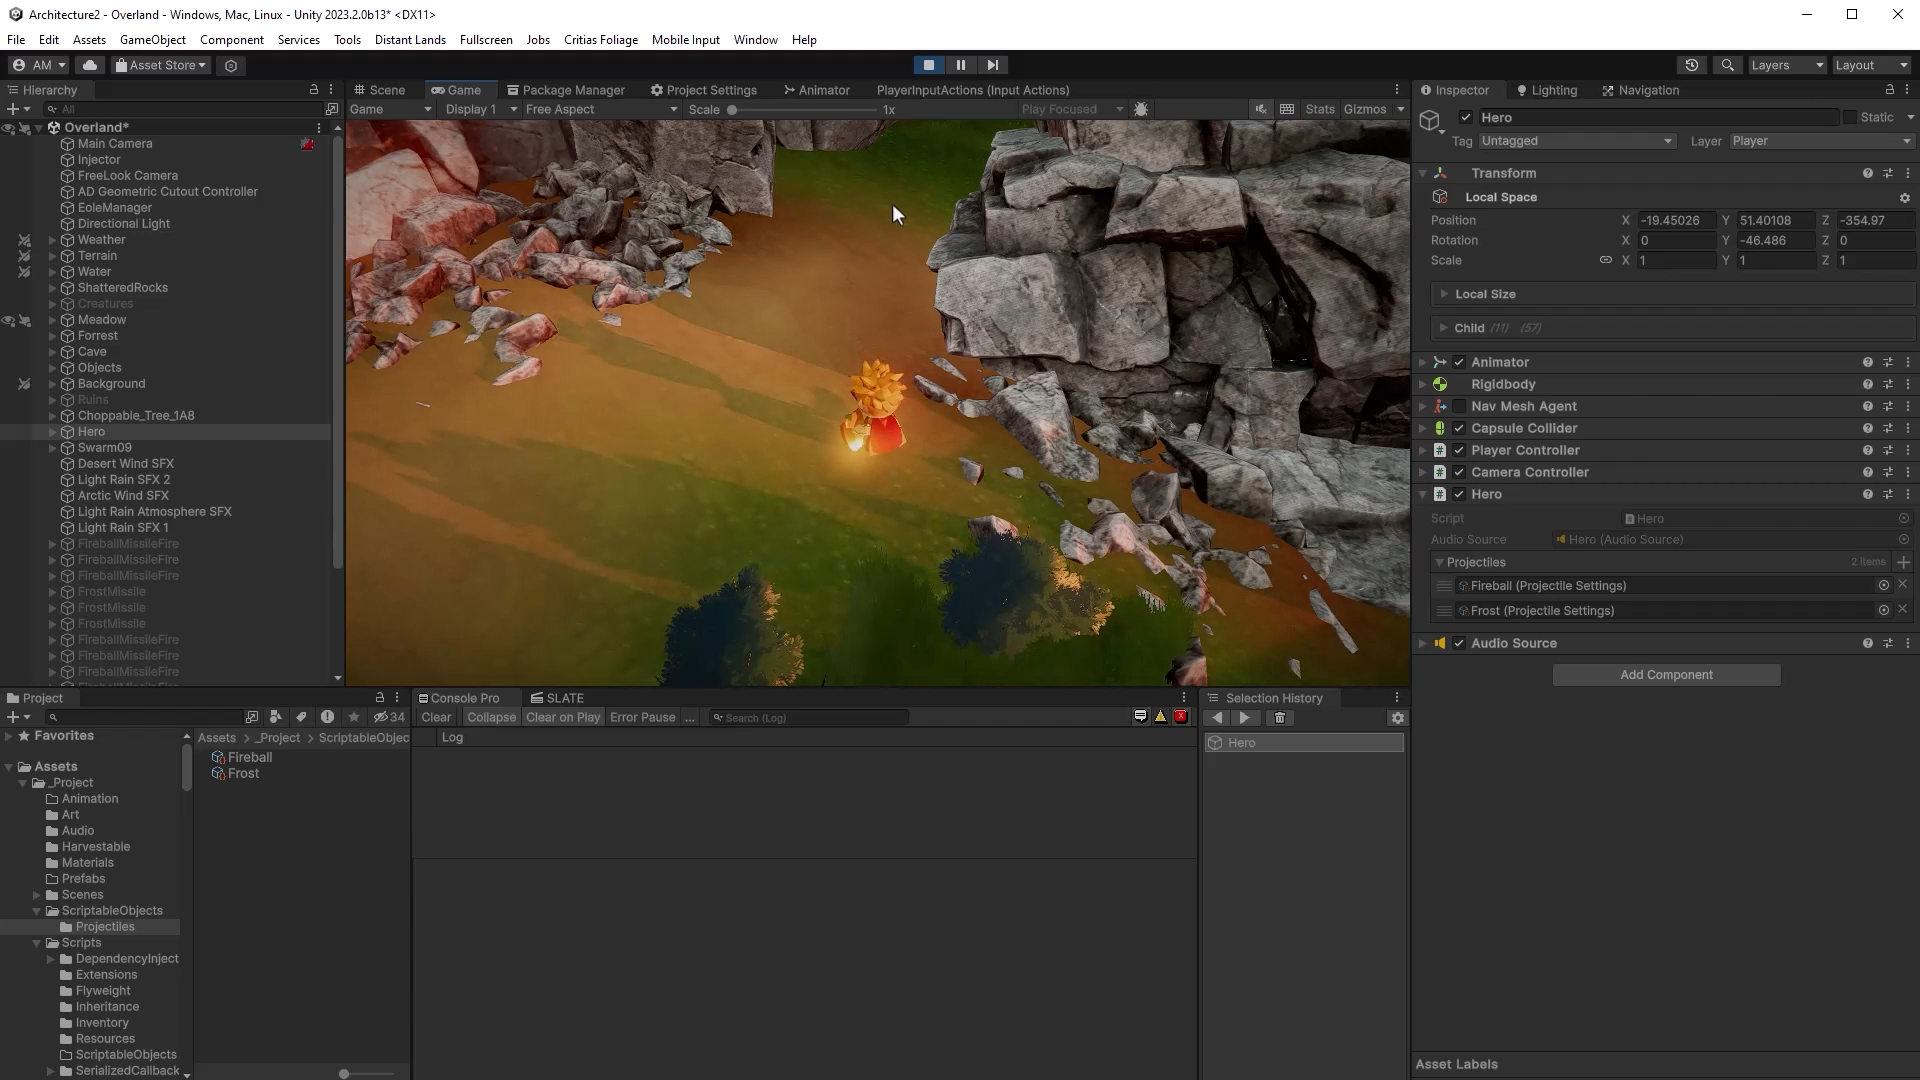 Architecture2 - Overland - Windows, Mac, Linux - Unity 2023.2.0b13* <DX11>
File Edit Assets GameObject Component Services Tools Distant Lands Fullscreen Jobs Critias Foliage Mobile Input Window Help
AM Asset Store Layers Layout
Hierarchy
All
Overland*
Main Camera
Injector
FreeLook Camera
AD Geometric Cutout Controller
EoleManager
Directional Light
Weather
Terrain
Water
ShatteredRocks
Creatures
Meadow
Forrest
Cave
Objects
Background
Ruins
Choppable_Tree_1A8
Hero
Swarm09
Desert Wind SFX
Light Rain SFX 2
Arctic Wind SFX
Light Rain Atmosphere SFX
Light Rain SFX 1
FireballMissileFire
FireballMissileFire
FireballMissileFire
FrostMissile
FrostMissile
FrostMissile
FireballMissileFire
FireballMissileFire
FireballMissileFire
FireballMissileFire
Scene Game Package Manager Project Settings Animator PlayerInputActions (Input Actions)
Game Display 1 Free Aspect Scale 1x Play Focused Stats Gizmos
Inspector Lighting Navigation
Hero Static
Tag Untagged Layer Player
Transform
Local Space
Position X -19.45026 Y 51.40108 Z -354.97
Rotation X 0 Y -46.486 Z 0
Scale X 1 Y 1 Z 1
Local Size
Child (11) (57)
Animator
Rigidbody
Nav Mesh Agent
Capsule Collider
Player Controller
Camera Controller
Hero
Script Hero
Audio Source Hero (Audio Source)
Projectiles 2 items
Fireball (Projectile Settings)
Frost (Projectile Settings)
Audio Source
Add Component
Asset Labels
Project
34
Favorites
Assets
_Project
Animation
Art
Audio
Harvestable
Materials
Prefabs
Scenes
ScriptableObjects
Projectiles
Scripts
DependencyInject
Extensions
Flyweight
Inheritance
Inventory
Resources
ScriptableObjects
SerializedCallback
Assets > _Project > ScriptableObjec
Fireball
Frost
Console Pro SLATE
Clear Collapse Clear on Play Error Pause ... Search (Log)
Log
Selection History
Hero